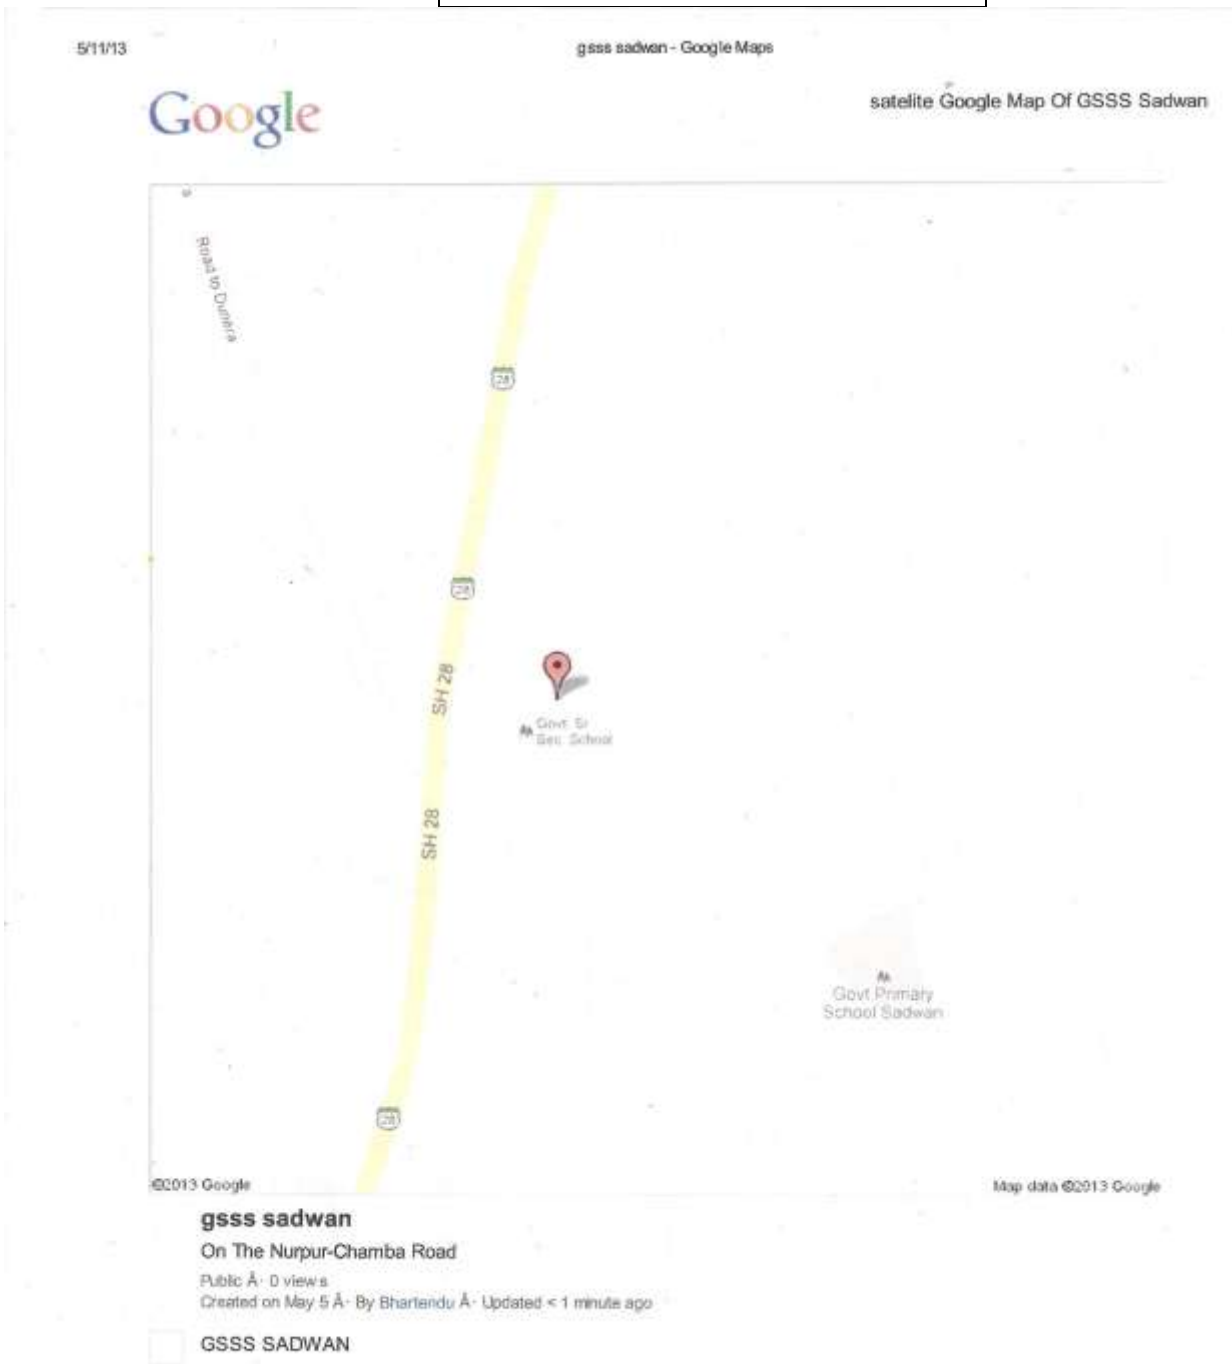 5/11/13
gsss sadwan - Google Maps
Google
satelite Google Map Of GSSS Sadwan
Road to Dunera
28
28
SH 28
Govt. Sr
Sec. School
SH 28
Govt Primary
School Sadwan
28
©2013 Google
Map data ©2013 Google
gsss sadwan
On The Nurpur-Chamba Road
Public Â· 0 views
Created on May 5 Â· By Bhartendu Â· Updated < 1 minute ago
GSSS SADWAN